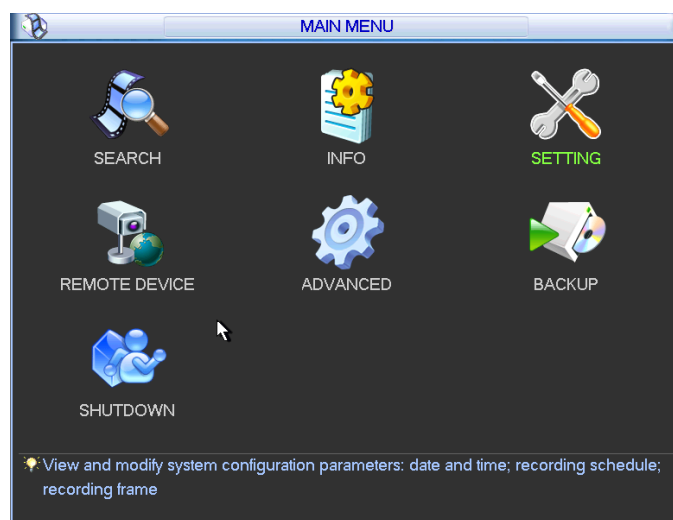 MAIN MENU
SEARCH
INFO
SETTING
REMOTE DEVICE
ADVANCED
BACKUP
SHUTDOWN
View and modify system configuration parameters: date and time; recording schedule;
recording frame